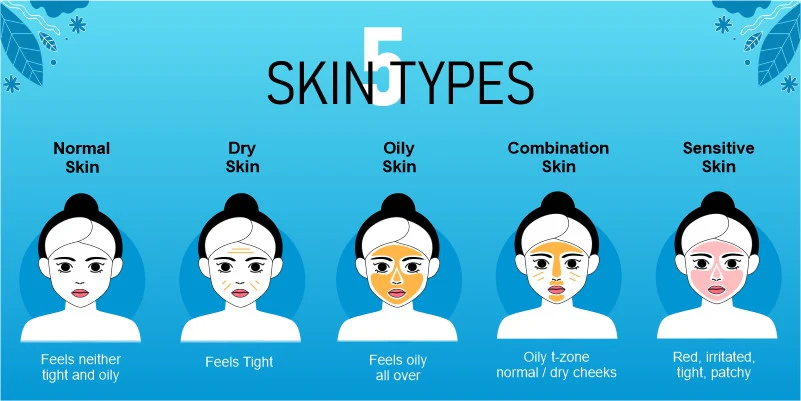 5
SKIN TYPES
Normal
Skin
Dry
Skin
Oily
Skin
Combination
Skin
Sensitive
Skin
Feels neither
tight and oily
Feels Tight
Feels oily
all over
Oily t-zone
normal / dry cheeks
Red, irritated,
tight, patchy